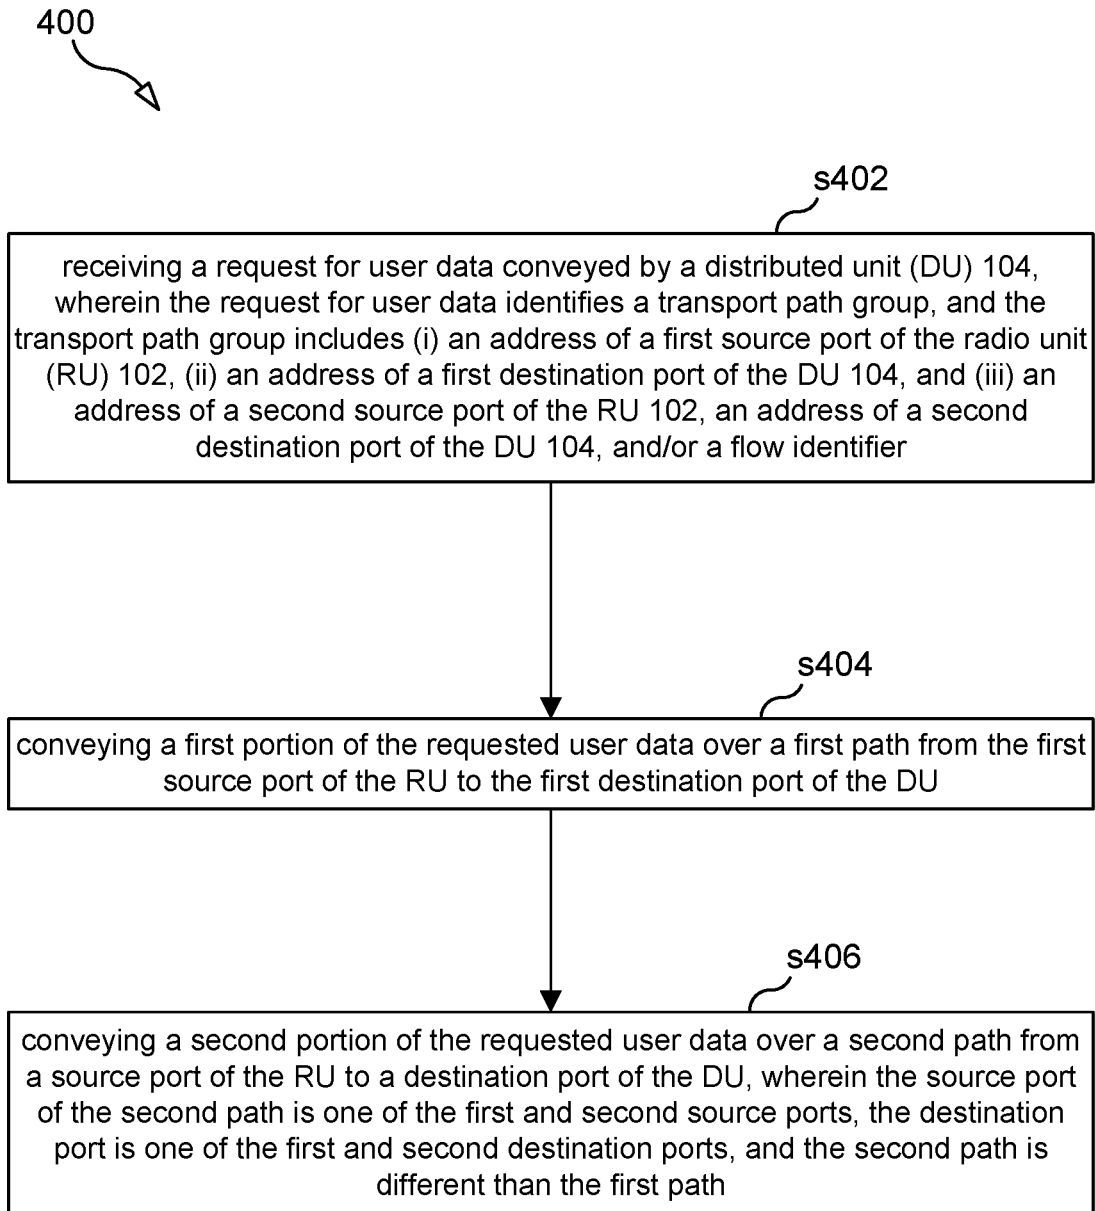 400
s402
receiving a request for user data conveyed by a distributed unit (DU) 104,
wherein the request for user data identifies a transport path group, and the
transport path group includes (i) an address of a first source port of the radio unit
(RU) 102, (ii) an address of a first destination port of the DU 104, and (iii) an
address of a second source port of the RU 102, an address of a second
destination port of the DU 104, and/or a flow identifier
s404
conveying a first portion of the requested user data over a first path from the first
source port of the RU to the first destination port of the DU
s406
conveying a second portion of the requested user data over a second path from
a source port of the RU to a destination port of the DU, wherein the source port
of the second path is one of the first and second source ports, the destination
port is one of the first and second destination ports, and the second path is
different than the first path